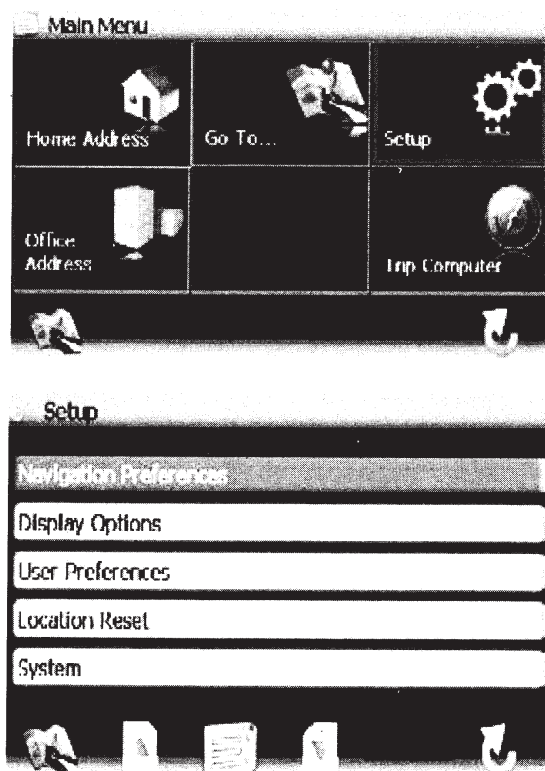 Main Menu
Home Address
Go To...
Setup
Office
Address
Trip Computer
Setup
Navigation Preferences
Display Options
User Preferences
Location Reset
System